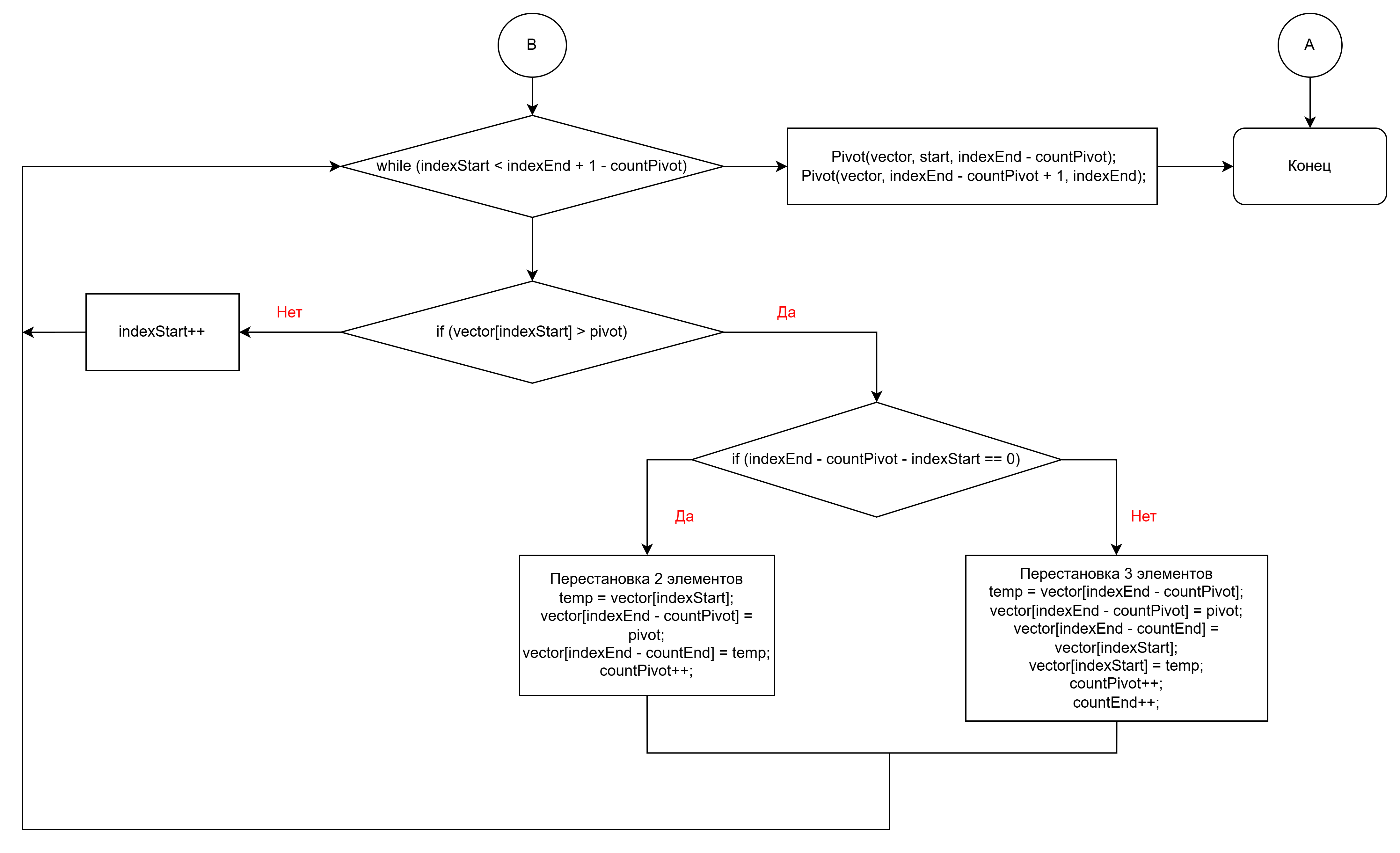 B
A
while (indexStart < indexEnd + 1 - countPivot)
Pivot(vector, start, indexEnd - countPivot);
Pivot(vector, indexEnd - countPivot + 1, indexEnd);
Конец
indexStart++
Нет
if (vector[indexStart] > pivot)
Да
if (indexEnd - countPivot - indexStart == 0)
Да
Нет
Перестановка 2 элементов
temp = vector[indexStart];
vector[indexEnd - countPivot] =
pivot;
vector[indexEnd - countEnd] = temp;
countPivot++;
Перестановка 3 элементов
temp = vector[indexEnd - countPivot];
vector[indexEnd - countPivot] = pivot;
vector[indexEnd - countEnd] =
vector[indexStart];
vector[indexStart] = temp;
countPivot++;
countEnd++;